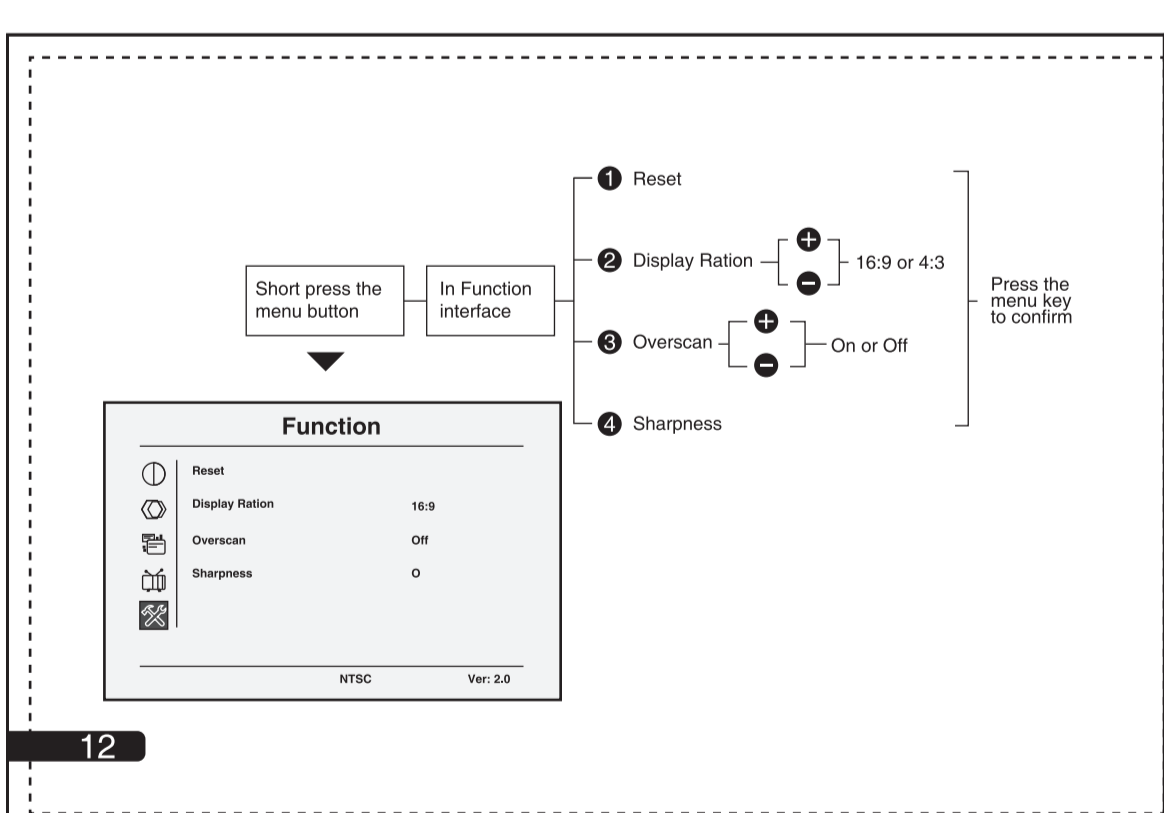 1 Reset
2 Display Ration
+
−
16:9 or 4:3
Short press the
menu button
In Function
interface
Press the
menu key
to confirm
3 Overscan
+
−
On or Off
4 Sharpness
Function
Reset
Display Ration 16:9
Overscan Off
Sharpness O
NTSC Ver: 2.0
12